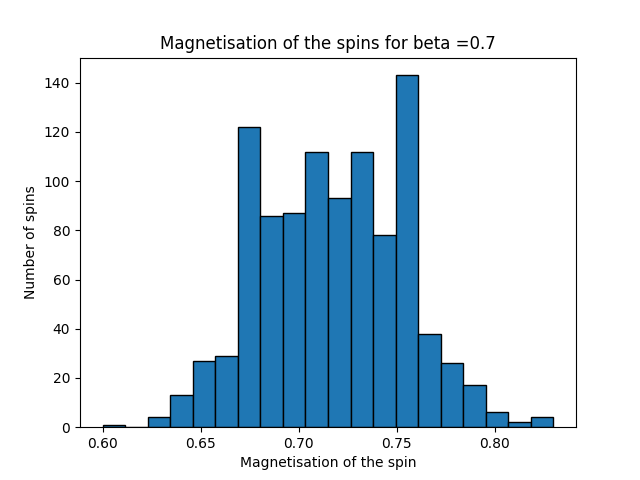 Magnetisation of the spins for beta =0.7
140
120
100
80
60
40
20
0
Number of spins
0.60 0.65 0.70 0.75 0.80
Magnetisation of the spin